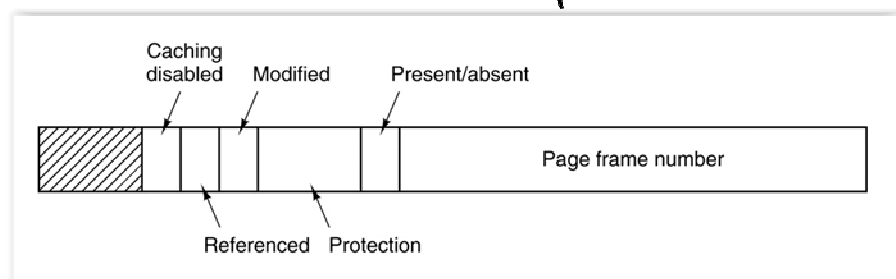 Caching
disabled
Modified
Present/absent
Page frame number
Referenced
Protection